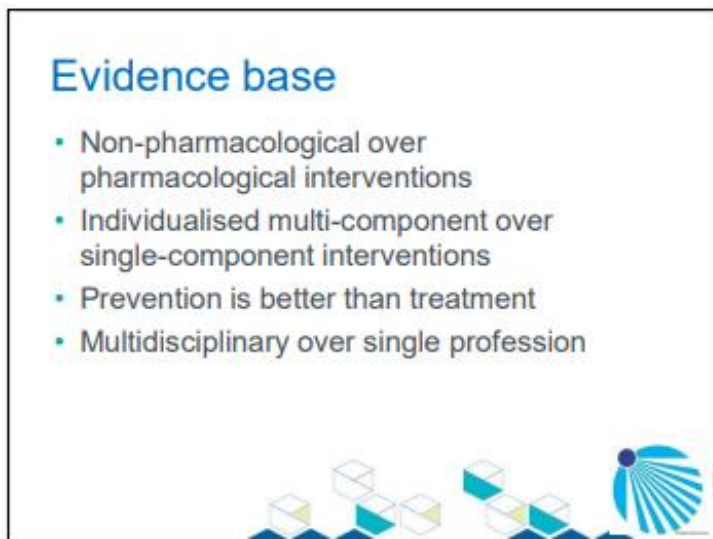 Evidence base
• Non-pharmacological over
pharmacological interventions
• Individualised multi-component over
single-component interventions
• Prevention is better than treatment
• Multidisciplinary over single profession